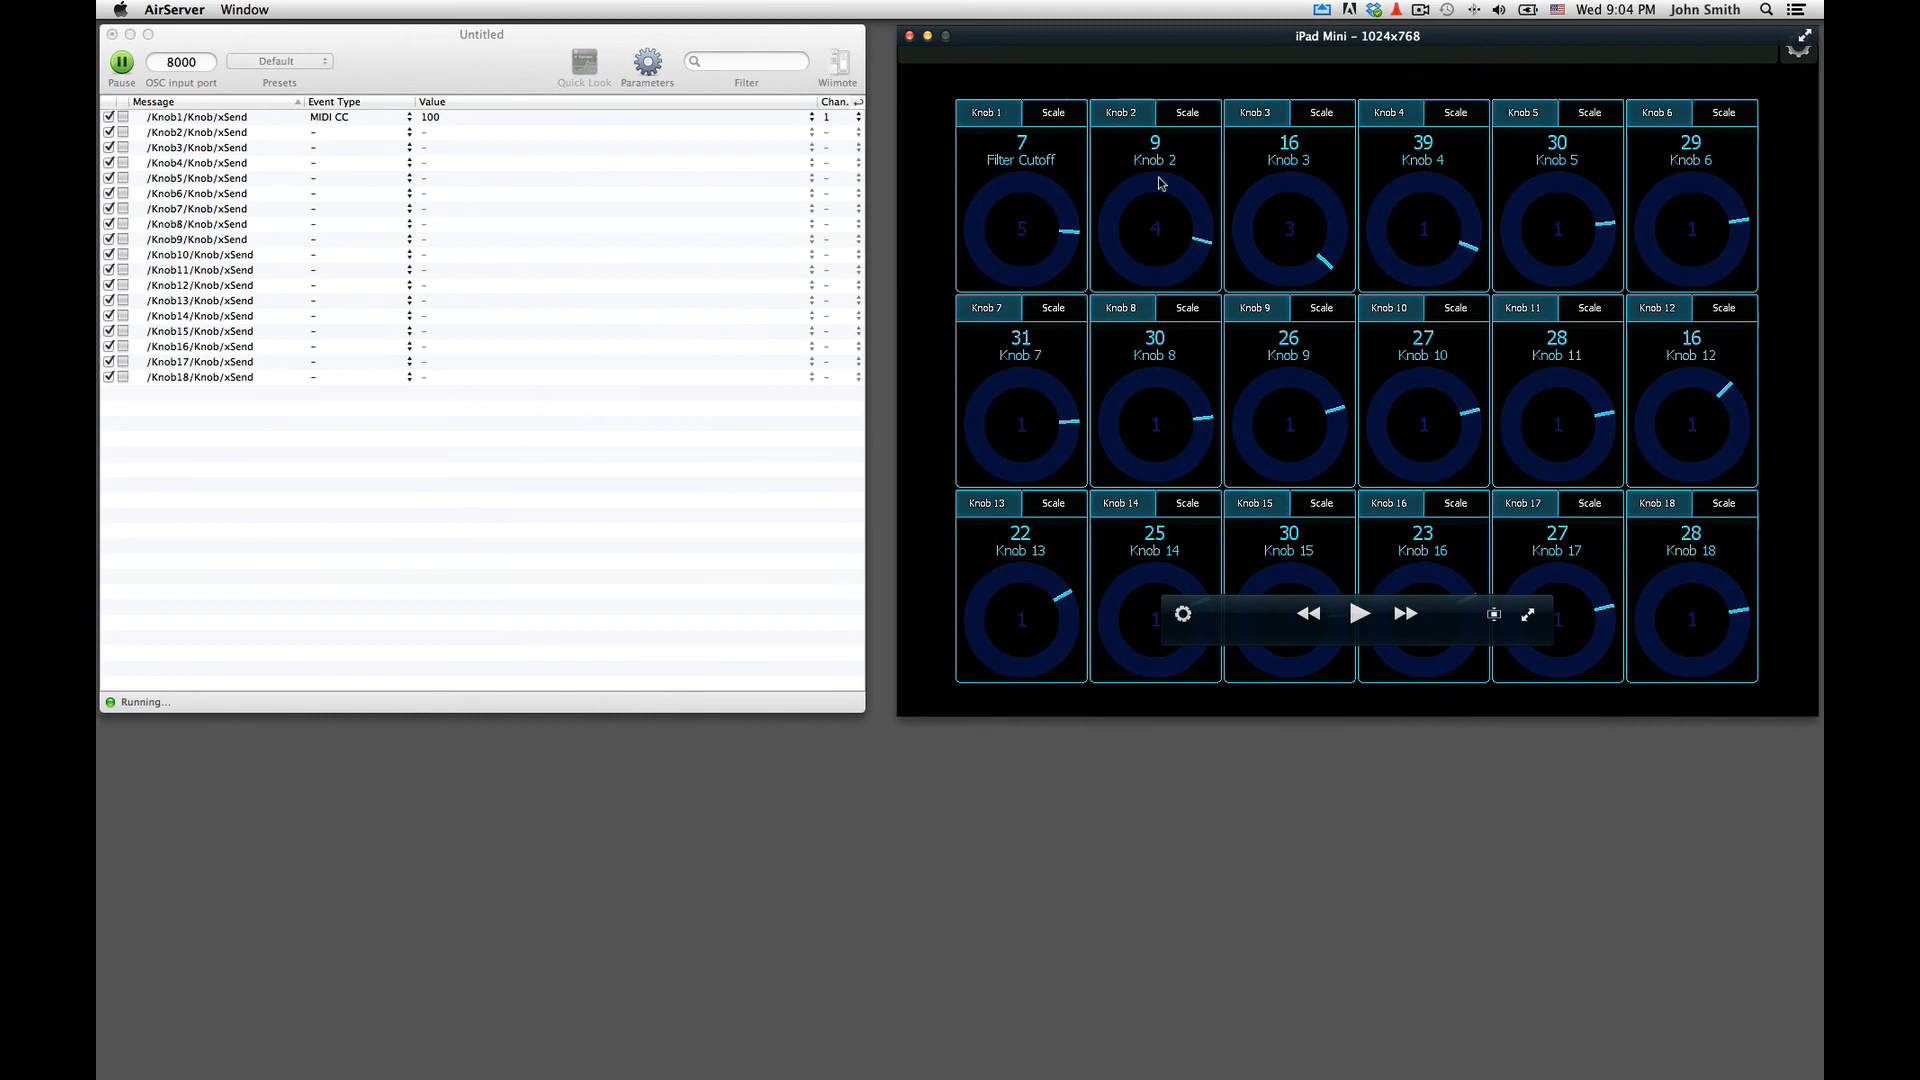 AirServer Window Wed 9:04 PM John Smith
Untitled
8000 Default
Pause OSC input port Presets Quick Look Parameters Filter Wiimote
Message Event Type Value Chan.
/Knob1/Knob/xSend MIDI CC 100 1
/Knob2/Knob/xSend – – –
/Knob3/Knob/xSend – – –
/Knob4/Knob/xSend – – –
/Knob5/Knob/xSend – – –
/Knob6/Knob/xSend – – –
/Knob7/Knob/xSend – – –
/Knob8/Knob/xSend – – –
/Knob9/Knob/xSend – – –
/Knob10/Knob/xSend – – –
/Knob11/Knob/xSend – – –
/Knob12/Knob/xSend – – –
/Knob13/Knob/xSend – – –
/Knob14/Knob/xSend – – –
/Knob15/Knob/xSend – – –
/Knob16/Knob/xSend – – –
/Knob17/Knob/xSend – – –
/Knob18/Knob/xSend – – –
Running...
iPad Mini – 1024x768
Knob 1 Scale Knob 2 Scale Knob 3 Scale Knob 4 Scale Knob 5 Scale Knob 6 Scale
7 9 16 39 30 29
Filter Cutoff Knob 2 Knob 3 Knob 4 Knob 5 Knob 6
5 4 3 1 1 1
Knob 7 Scale Knob 8 Scale Knob 9 Scale Knob 10 Scale Knob 11 Scale Knob 12 Scale
31 30 26 27 28 16
Knob 7 Knob 8 Knob 9 Knob 10 Knob 11 Knob 12
1 1 1 1 1 1
Knob 13 Scale Knob 14 Scale Knob 15 Scale Knob 16 Scale Knob 17 Scale Knob 18 Scale
22 25 30 23 27 28
Knob 13 Knob 14 Knob 15 Knob 16 Knob 17 Knob 18
1 1 1 1